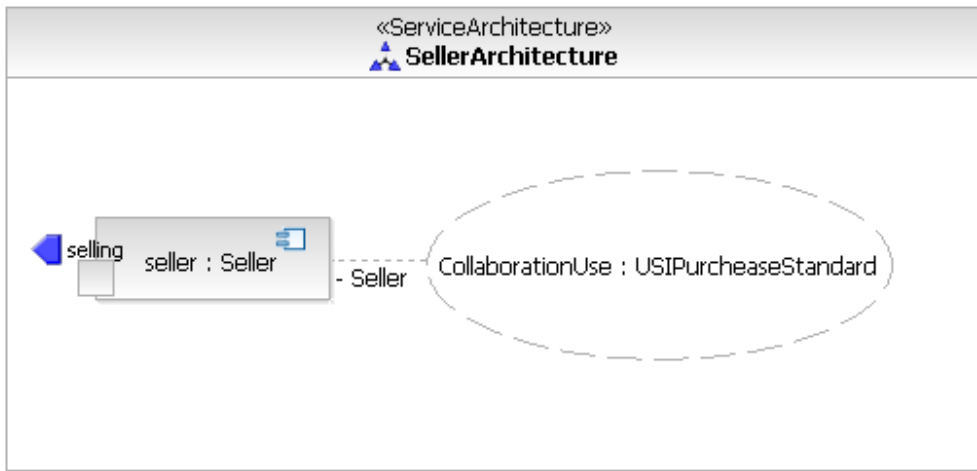 «ServiceArchitecture»
SellerArchitecture
selling
seller : Seller
- Seller
CollaborationUse : USIPurcheaseStandard